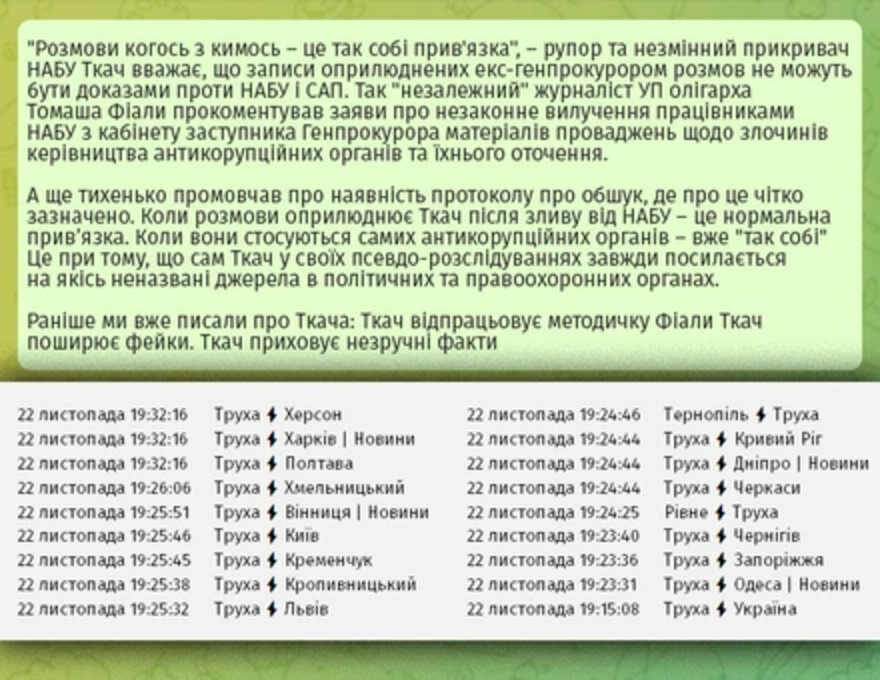 "Розмови когось з кимось – це так собі прив'язка", – рупор та незмінний прикривач
НАБУ Ткач вважає, що записи оприлюднених екс-генпрокурором розмов не можуть
бути доказами проти НАБУ і САП. Так "незалежний" журналіст УП олігарха
Томаша Фіали прокоментував заяви про незаконне вилучення працівниками
НАБУ з кабінету заступника Генпрокурора матеріалів проваджень щодо злочинів
керівництва антикорупційних органів та їхнього оточення.
А ще тихенько промовчав про наявність протоколу про обшук, де про це чітко
зазначено. Коли розмови оприлюднює Ткач після зливу від НАБУ – це нормальна
прив'язка. Коли вони стосуються самих антикорупційних органів – вже "так собі"
Це при тому, що сам Ткач у своїх псевдо-розслідуваннях завжди посилається
на якісь неназвані джерела в політичних та правоохоронних органах.
Раніше ми вже писали про Ткача: Ткач відпрацьовує методичку Фіали Ткач
поширює фейки. Ткач приховує незручні факти
22 листопада 19:32:16 Труха⚡Херсон
22 листопада 19:32:16 Труха⚡Харків | Новини
22 листопада 19:32:16 Труха⚡Полтава
22 листопада 19:26:06 Труха⚡Хмельницький
22 листопада 19:25:51 Труха⚡Вінниця | Новини
22 листопада 19:25:46 Труха⚡Київ
22 листопада 19:25:45 Труха⚡Кременчук
22 листопада 19:25:38 Труха⚡Кропивницький
22 листопада 19:25:32 Труха⚡Львів
22 листопада 19:24:46 Тернопіль⚡Труха
22 листопада 19:24:44 Труха⚡Кривий Ріг
22 листопада 19:24:44 Труха⚡Дніпро | Новини
22 листопада 19:24:44 Труха⚡Черкаси
22 листопада 19:24:25 Рівне⚡Труха
22 листопада 19:23:40 Труха⚡Чернігів
22 листопада 19:23:36 Труха⚡Запоріжжя
22 листопада 19:23:31 Труха⚡Одеса | Новини
22 листопада 19:15:08 Труха⚡Україна